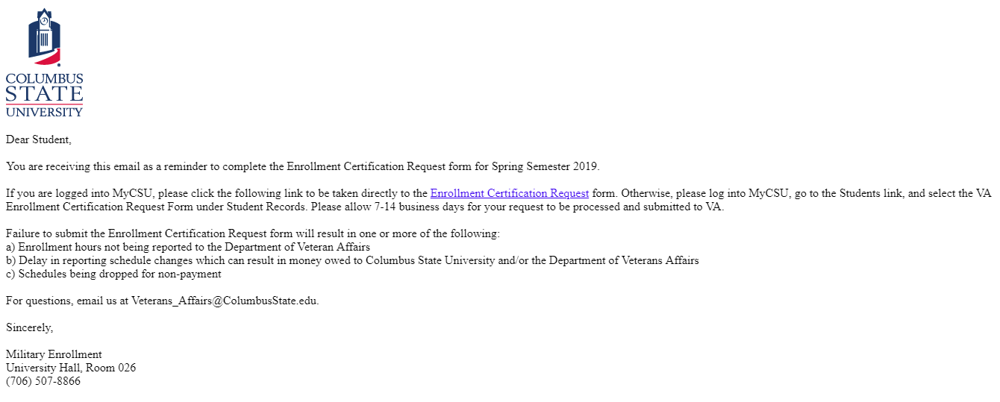 COLUMBUS
STATE
UNIVERSITY
Dear Student,
You are receiving this email as a reminder to complete the Enrollment Certification Request form for Spring Semester 2019.
If you are logged into MyCSU, please click the following link to be taken directly to the Enrollment Certification Request form. Otherwise, please log into MyCSU, go to the Students link, and select the VA
Enrollment Certification Request Form under Student Records. Please allow 7-14 business days for your request to be processed and submitted to VA.
Failure to submit the Enrollment Certification Request form will result in one or more of the following:
a) Enrollment hours not being reported to the Department of Veteran Affairs
b) Delay in reporting schedule changes which can result in money owed to Columbus State University and/or the Department of Veterans Affairs
c) Schedules being dropped for non-payment
For questions, email us at Veterans_Affairs@ColumbusState.edu.
Sincerely,
Military Enrollment
University Hall, Room 026
(706) 507-8866